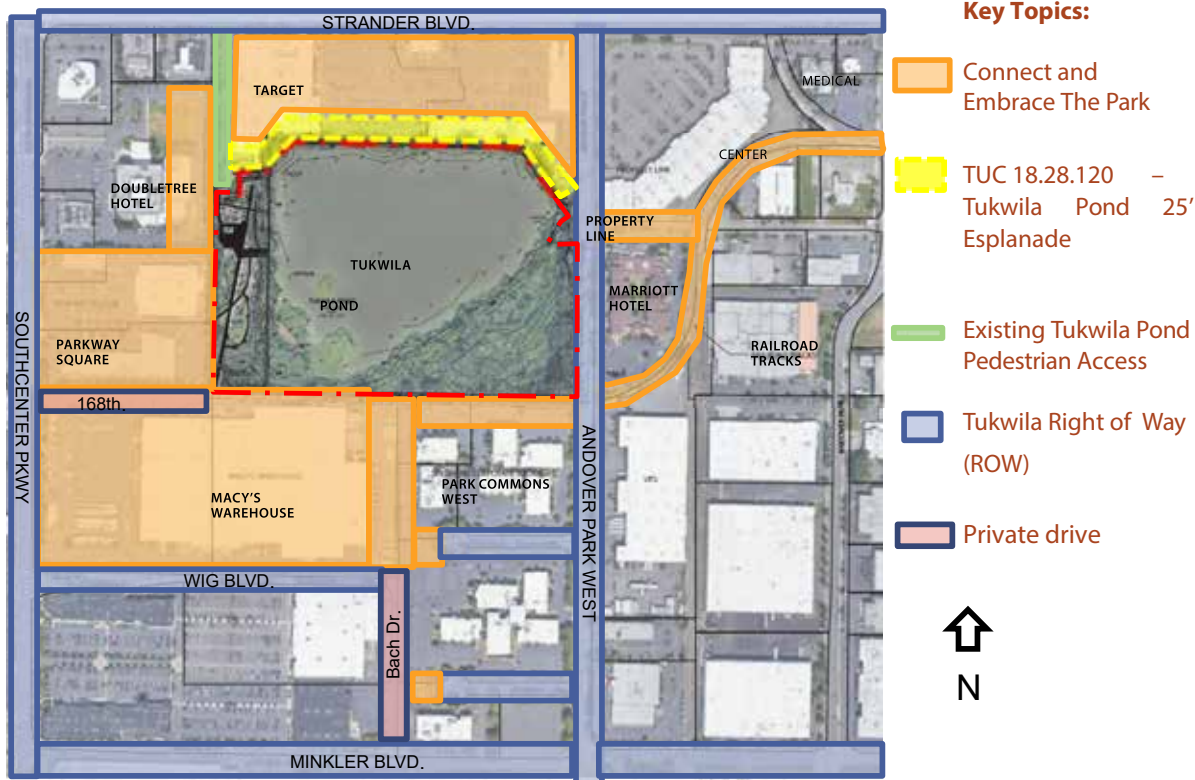 STRANDER BLVD.
TARGET
MEDICAL
CENTER
DOUBLETREE
HOTEL
PROPERTY
LINE
TUKWILA
POND
MARRIOTT
HOTEL
PARKWAY
SQUARE
RAILROAD
TRACKS
SOUTHCENTER PKWY
168th.
ANDOVER PARK WEST
MACY'S
WAREHOUSE
PARK COMMONS
WEST
WIG BLVD.
Bach Dr.
MINKLER BLVD.
Key Topics:
Connect and
Embrace The Park
TUC 18.28.120 –
Tukwila Pond 25'
Esplanade
Existing Tukwila Pond
Pedestrian Access
Tukwila Right of Way
(ROW)
Private drive
N